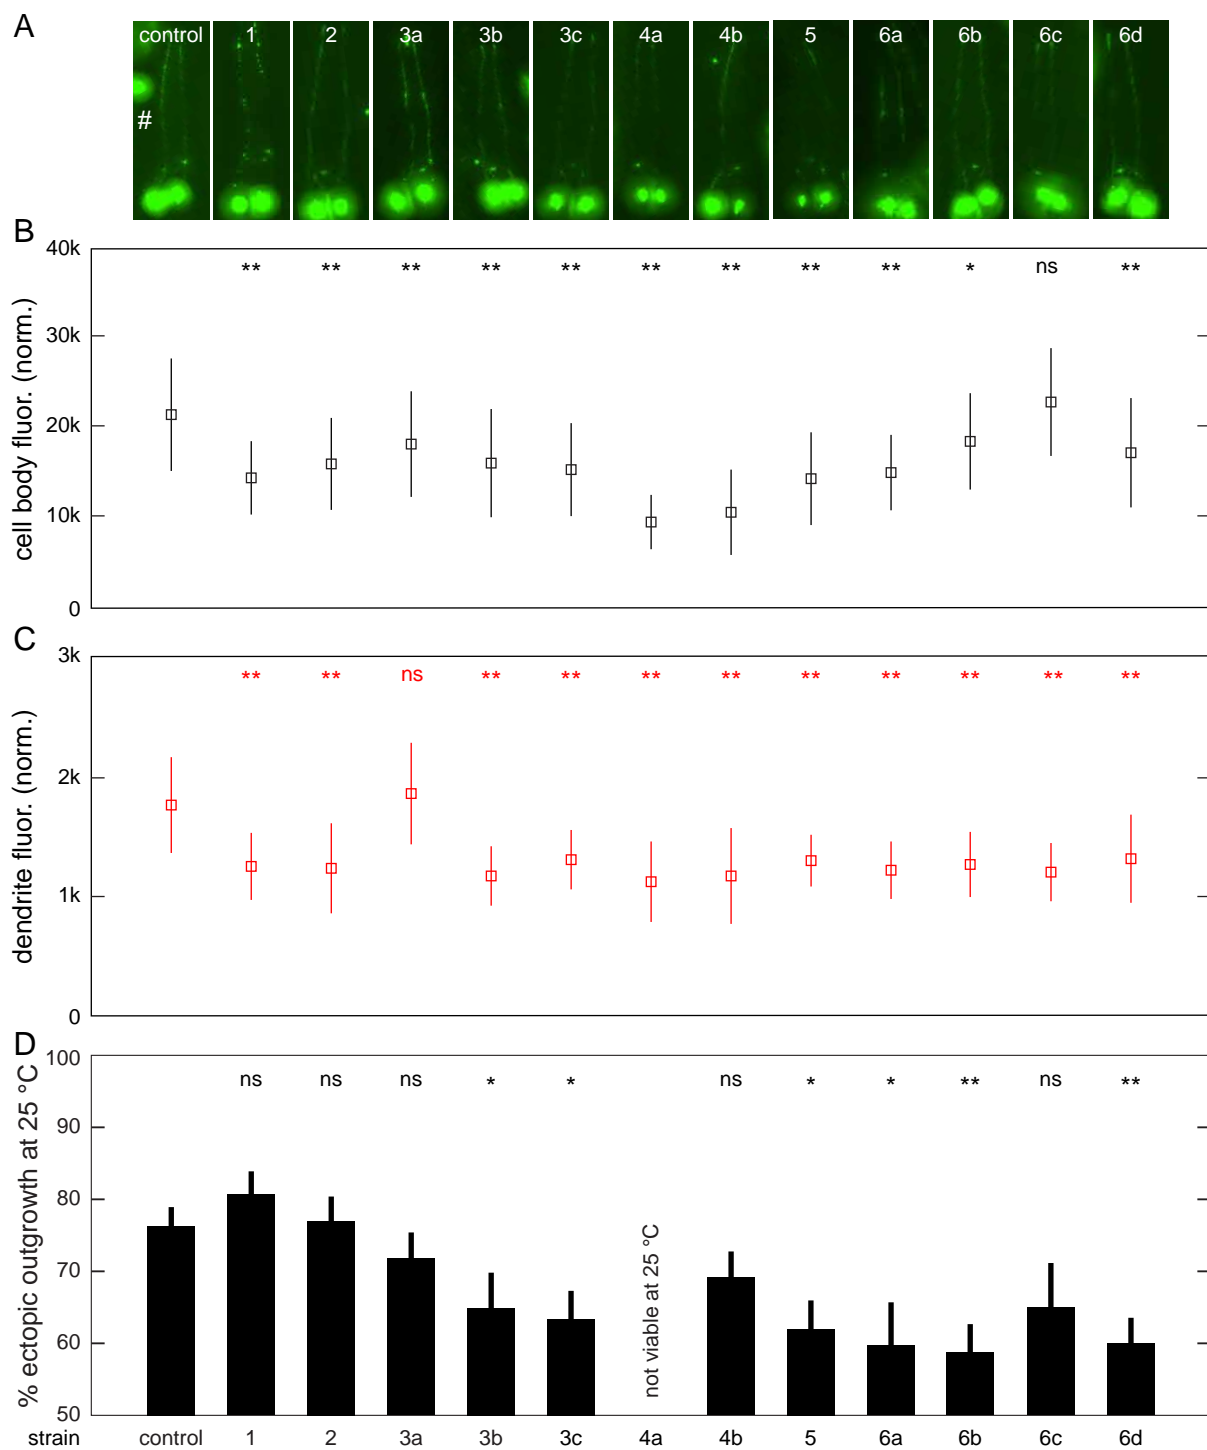 A
control 1 2 3a 3b 3c 4a 4b 5 6a 6b 6c 6d
#
B
40k
** ** ** ** ** ** ** ** ** * ns **
30k
20k
10k
0
cell body fluor. (norm.)
C
3k
** ** ns ** ** ** ** ** ** ** ** **
2k
1k
0
dendrite fluor. (norm.)
D
100
ns ns ns * * ns * * ** ns **
90
80
70
60
50
% ectopic outgrowth at 25 °C
not viable at 25 °C
strain control 1 2 3a 3b 3c 4a 4b 5 6a 6b 6c 6d